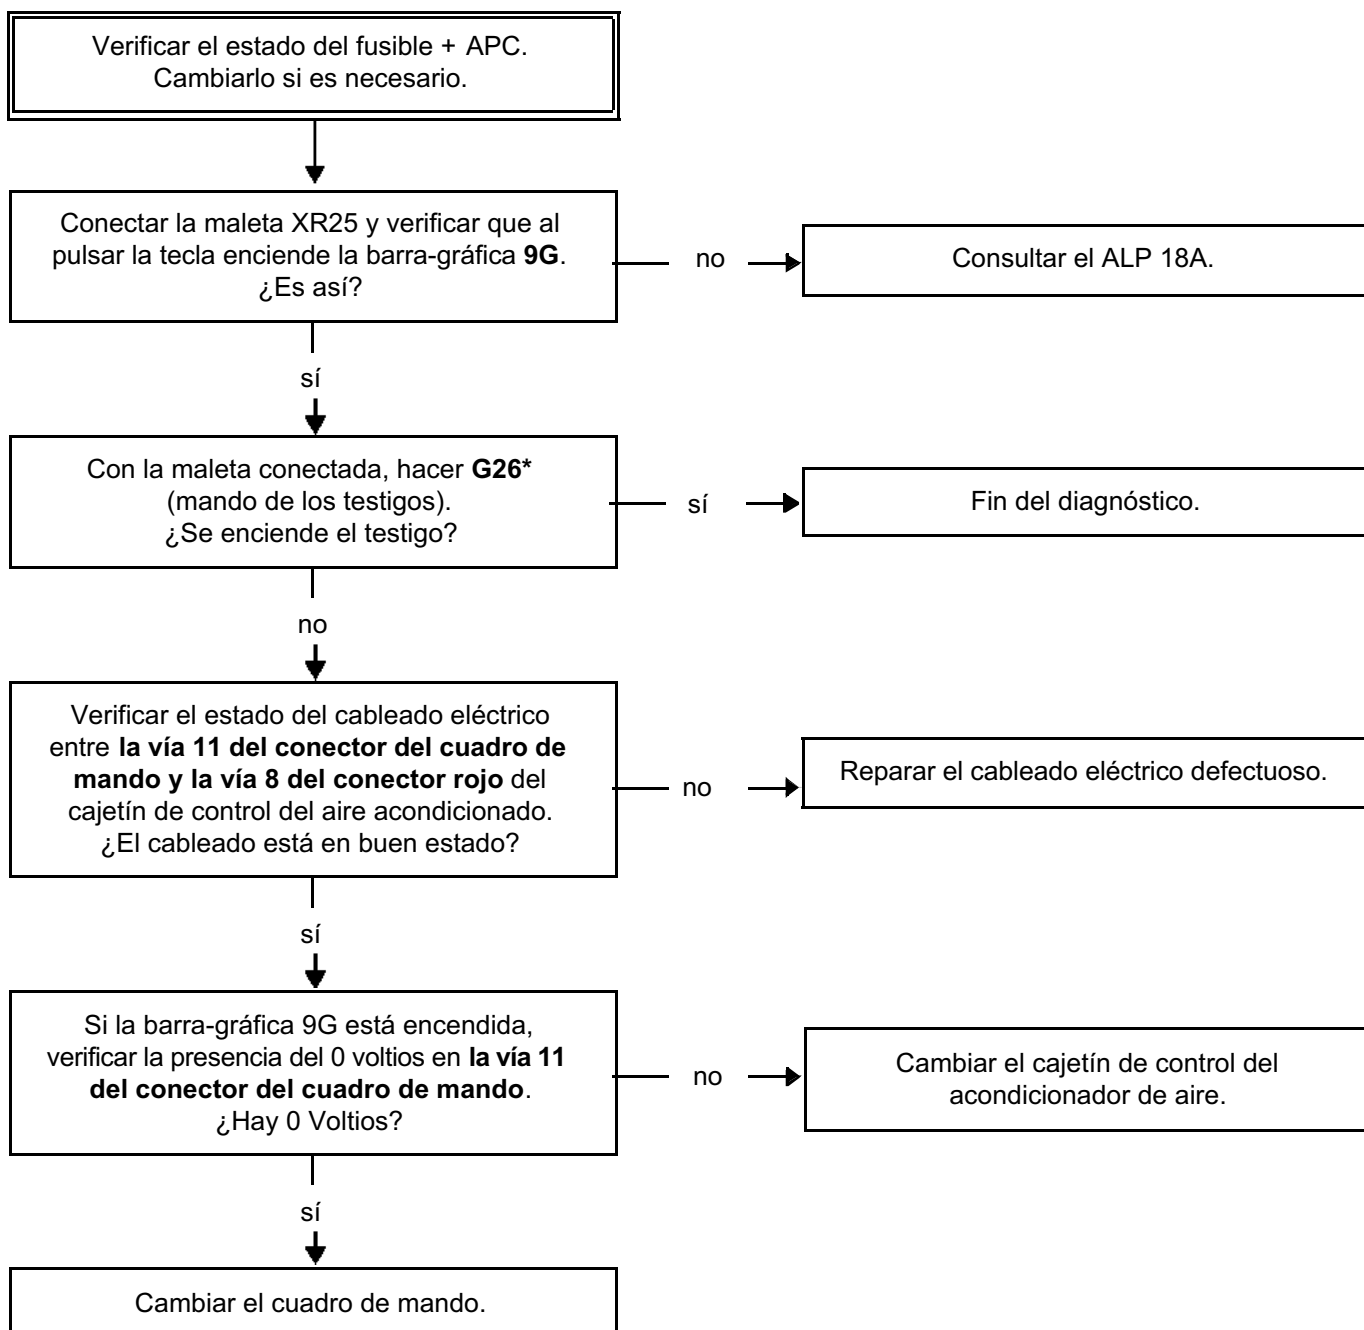 Verificar el estado del fusible + APC.
Cambiarlo si es necesario.
Conectar la maleta XR25 y verificar que al
pulsar la tecla enciende la barra-gráfica 9G.
¿Es así?
no
Consultar el ALP 18A.
sí
Con la maleta conectada, hacer G26*
(mando de los testigos).
¿Se enciende el testigo?
sí
Fin del diagnóstico.
no
Verificar el estado del cableado eléctrico
entre la vía 11 del conector del cuadro de
mando y la vía 8 del conector rojo del
cajetín de control del aire acondicionado.
¿El cableado está en buen estado?
no
Reparar el cableado eléctrico defectuoso.
sí
Si la barra-gráfica 9G está encendida,
verificar la presencia del 0 voltios en la vía 11
del conector del cuadro de mando.
¿Hay 0 Voltios?
no
Cambiar el cajetín de control del
acondicionador de aire.
sí
Cambiar el cuadro de mando.